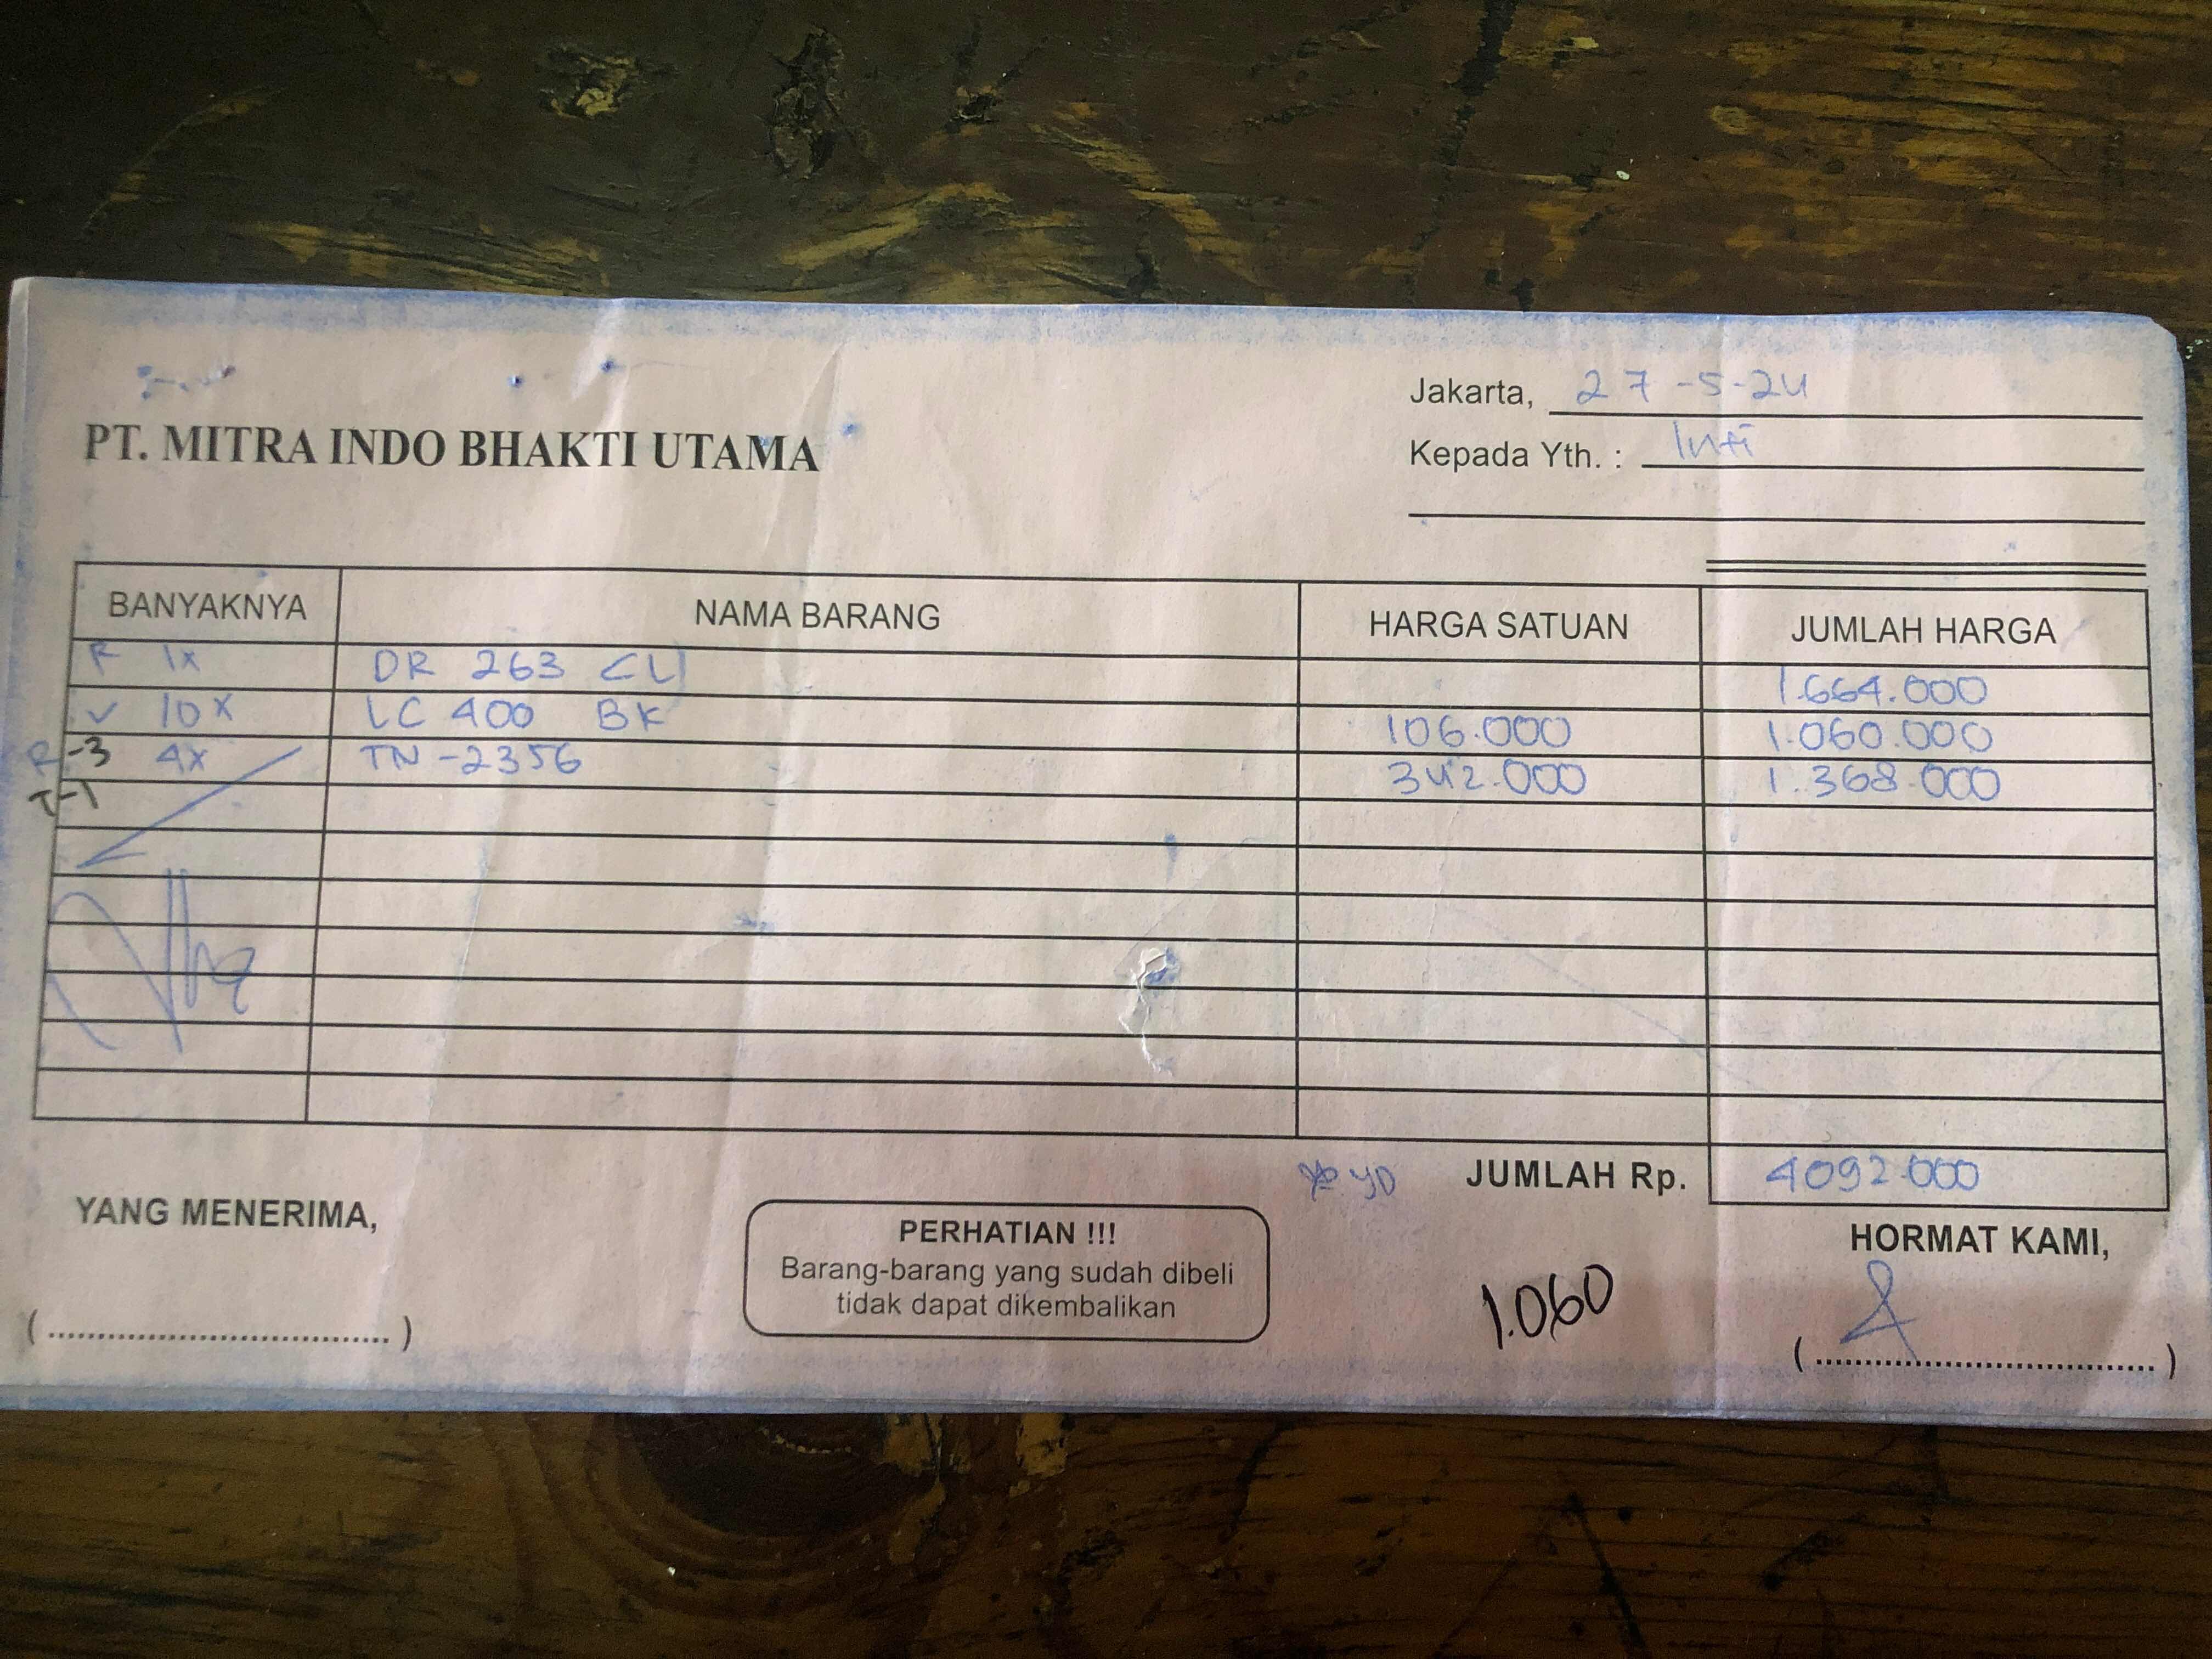 Jakarta, 27-5-24
PT. MITRA INDO BHAKTI UTAMA
Kepada Yth. : Inti
BANYAKNYA NAMA BARANG HARGA SATUAN JUMLAH HARGA
1x DR 263 CL 1.664.000
10x LC 400 BK 106.000 1.060.000
R-3 4x TN-2356 342.000 1.368.000
T-1
JUMLAH Rp. 4092.000
YANG MENERIMA,
PERHATIAN !!!
Barang-barang yang sudah dibeli
tidak dapat dikembalikan
1.060
HORMAT KAMI,